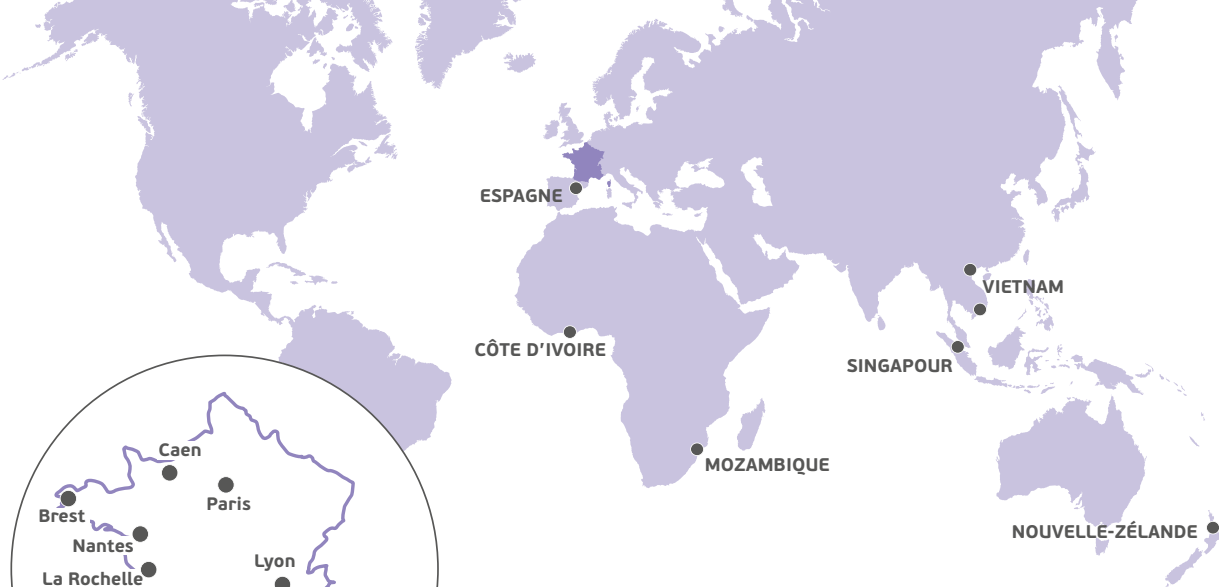 ESPAGNE
VIETNAM
CÔTE D'IVOIRE
SINGAPOUR
MOZAMBIQUE
NOUVELLE-ZÉLANDE
Caen
Paris
Brest
Nantes
Lyon
La Rochelle